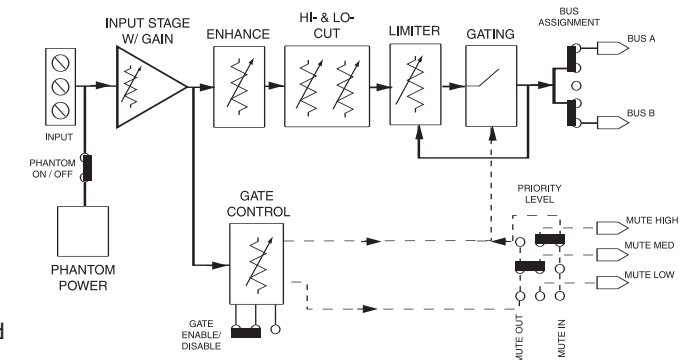 INPUT STAGE
W/ GAIN
ENHANCE
HI- & LO-
CUT
LIMITER
GATING
BUS
ASSIGNMENT
BUS A
BUS B
INPUT
PHANTOM
ON / OFF
PHANTOM
POWER
GATE
CONTROL
GATE
ENABLE/
DISABLE
PRIORITY
LEVEL
MUTE HIGH
MUTE MED
MUTE LOW
MUTE OUT
MUTE IN